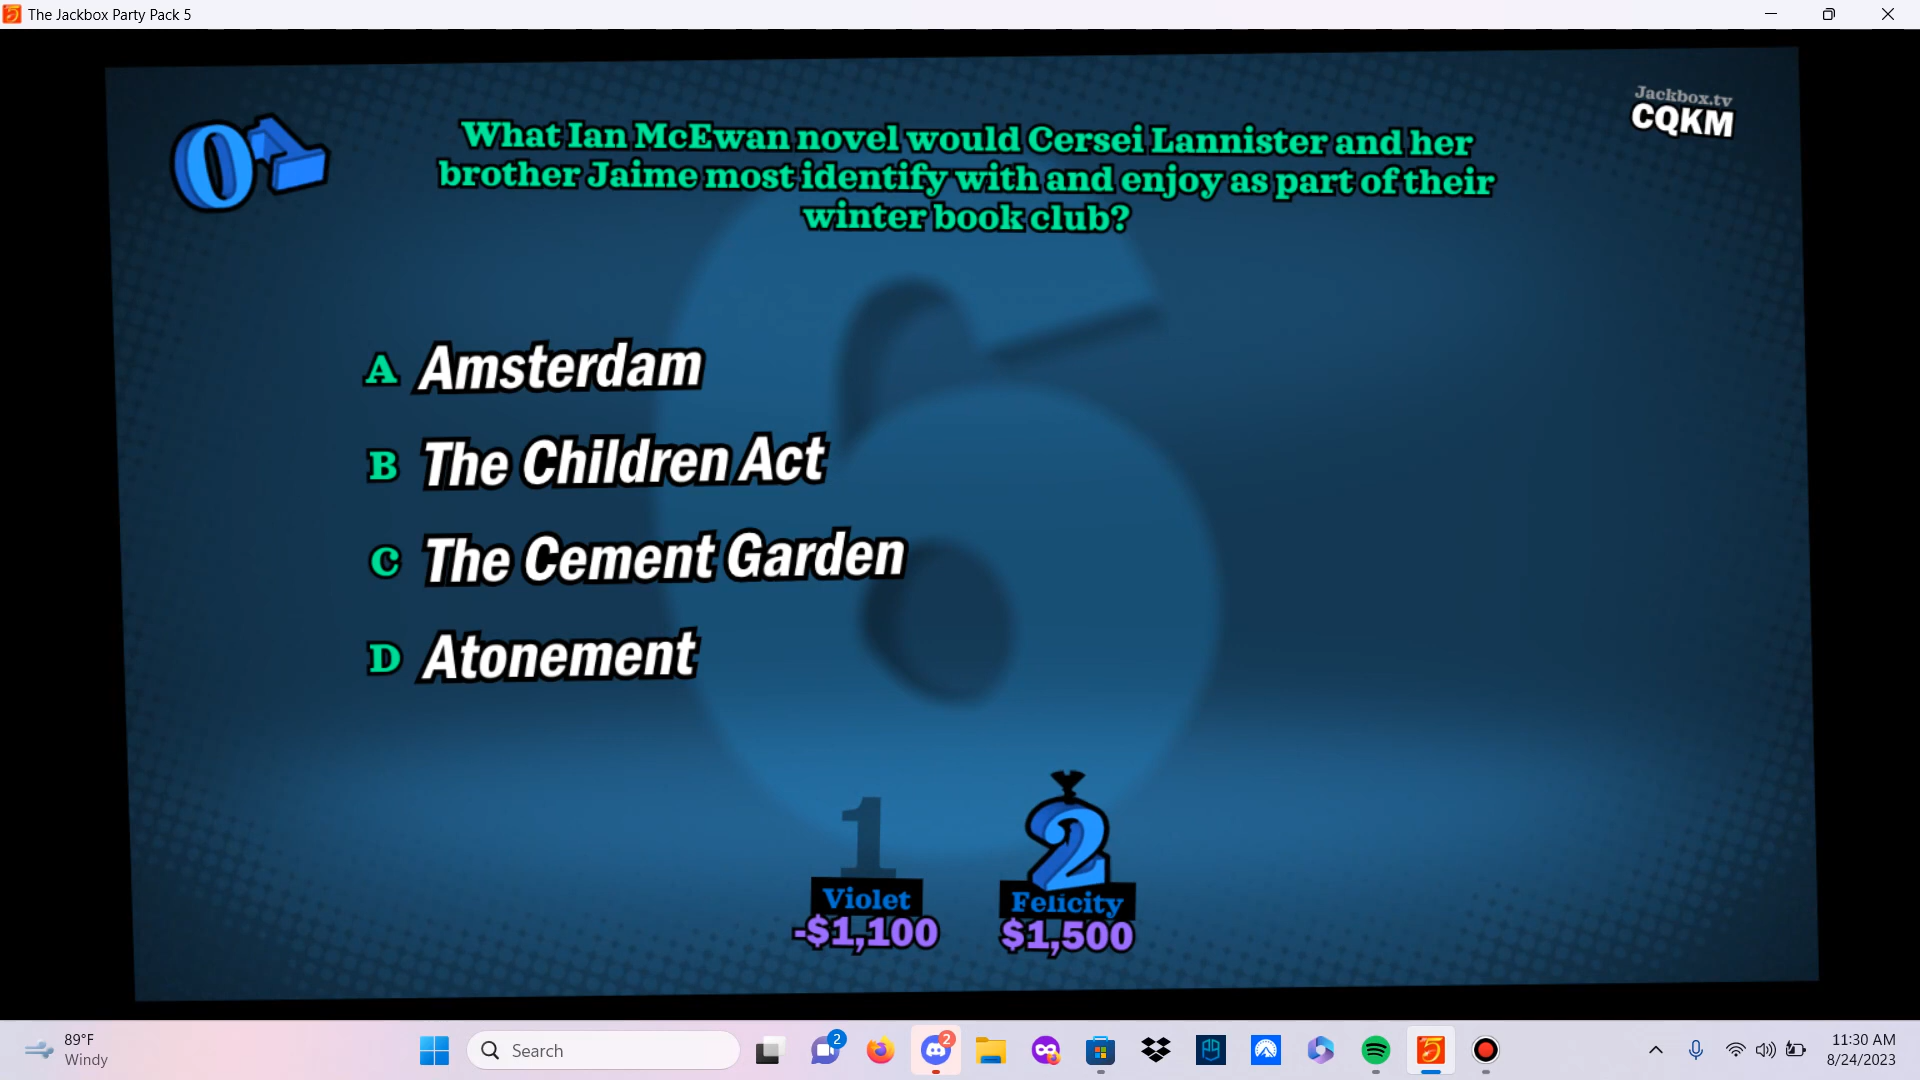 The Jackbox Party Pack 5
Jackbox.tv
CQKM
What Ian McEwan novel would Cersei Lannister and her
brother Jaime most identify with and enjoy as part of their
winter book club?
A Amsterdam
B The Children Act
C The Cement Garden
D Atonement
1
2
Violet
Felicity
-$1,100
$1,500
89°F
Windy
Search
2
2
11:30 AM
8/24/2023